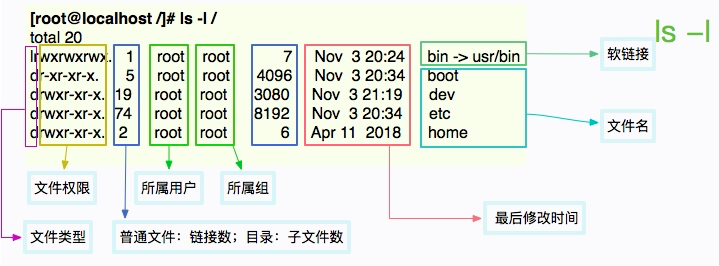 [root@localhost /]# ls -l /
ls –l
total 20
lrwxrwxrwx. 1 root root 7 Nov 3 20:24 bin -> usr/bin
dr-xr-xr-x. 5 root root 4096 Nov 3 20:34 boot
drwxr-xr-x. 19 root root 3080 Nov 3 21:19 dev
drwxr-xr-x. 74 root root 8192 Nov 3 20:34 etc
drwxr-xr-x. 2 root root 6 Apr 11 2018 home
软链接
文件名
文件权限
所属用户
所属组
最后修改时间
文件类型
普通文件：链接数；目录：子文件数